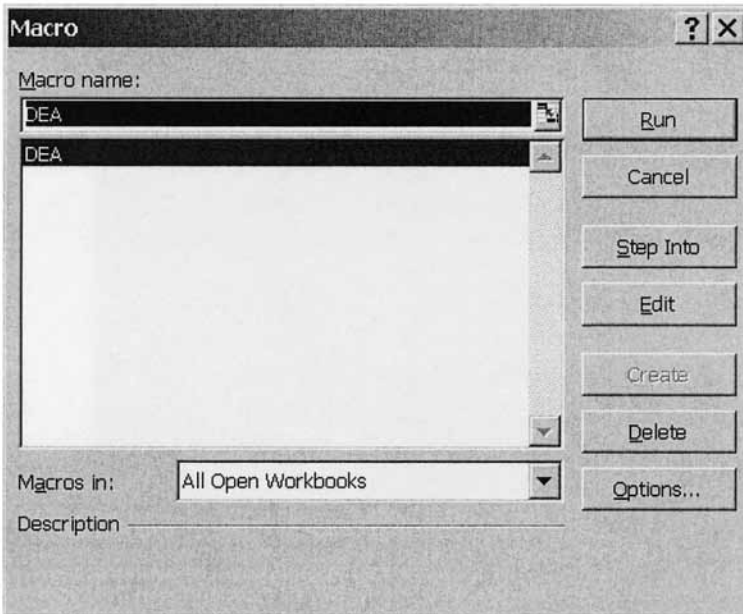 Macro
Macro name:
DEA
DEA
Run
Cancel
Step Into
Edit
Create
Delete
Options...
Macros in:
All Open Workbooks
Description